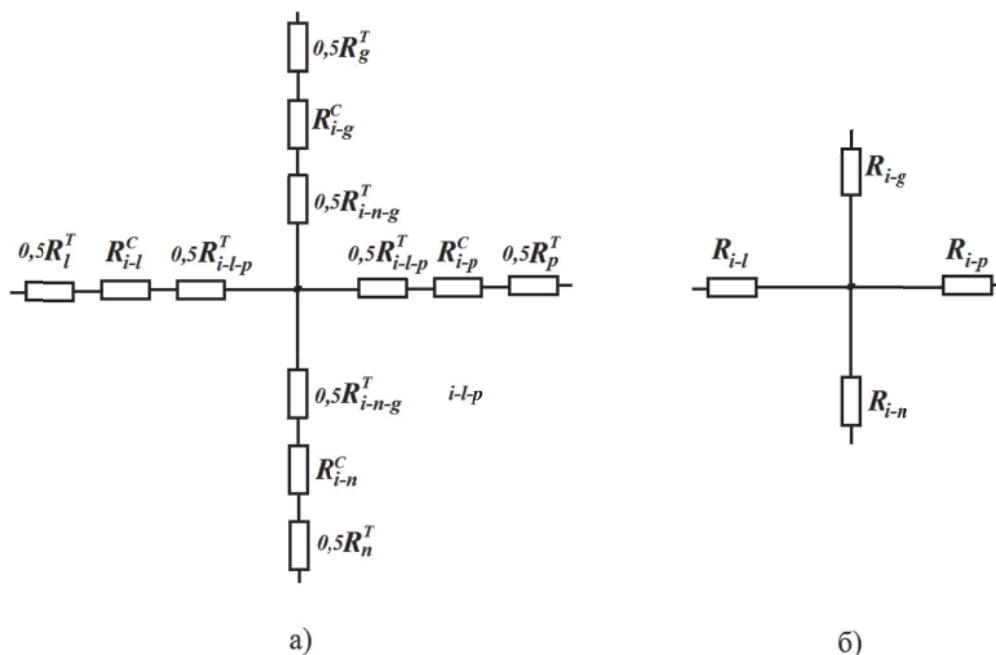 0,5R_g^T
R_{i-g}^C
0,5R_{i-n-g}^T
0,5R_l^T R_{i-l}^C 0,5R_{i-l-p}^T 0,5R_{i-l-p}^T R_{i-p}^C 0,5R_p^T
0,5R_{i-n-g}^T i-l-p
R_{i-n}^C
0,5R_n^T
а)
R_{i-g}
R_{i-l} R_{i-p}
R_{i-n}
б)